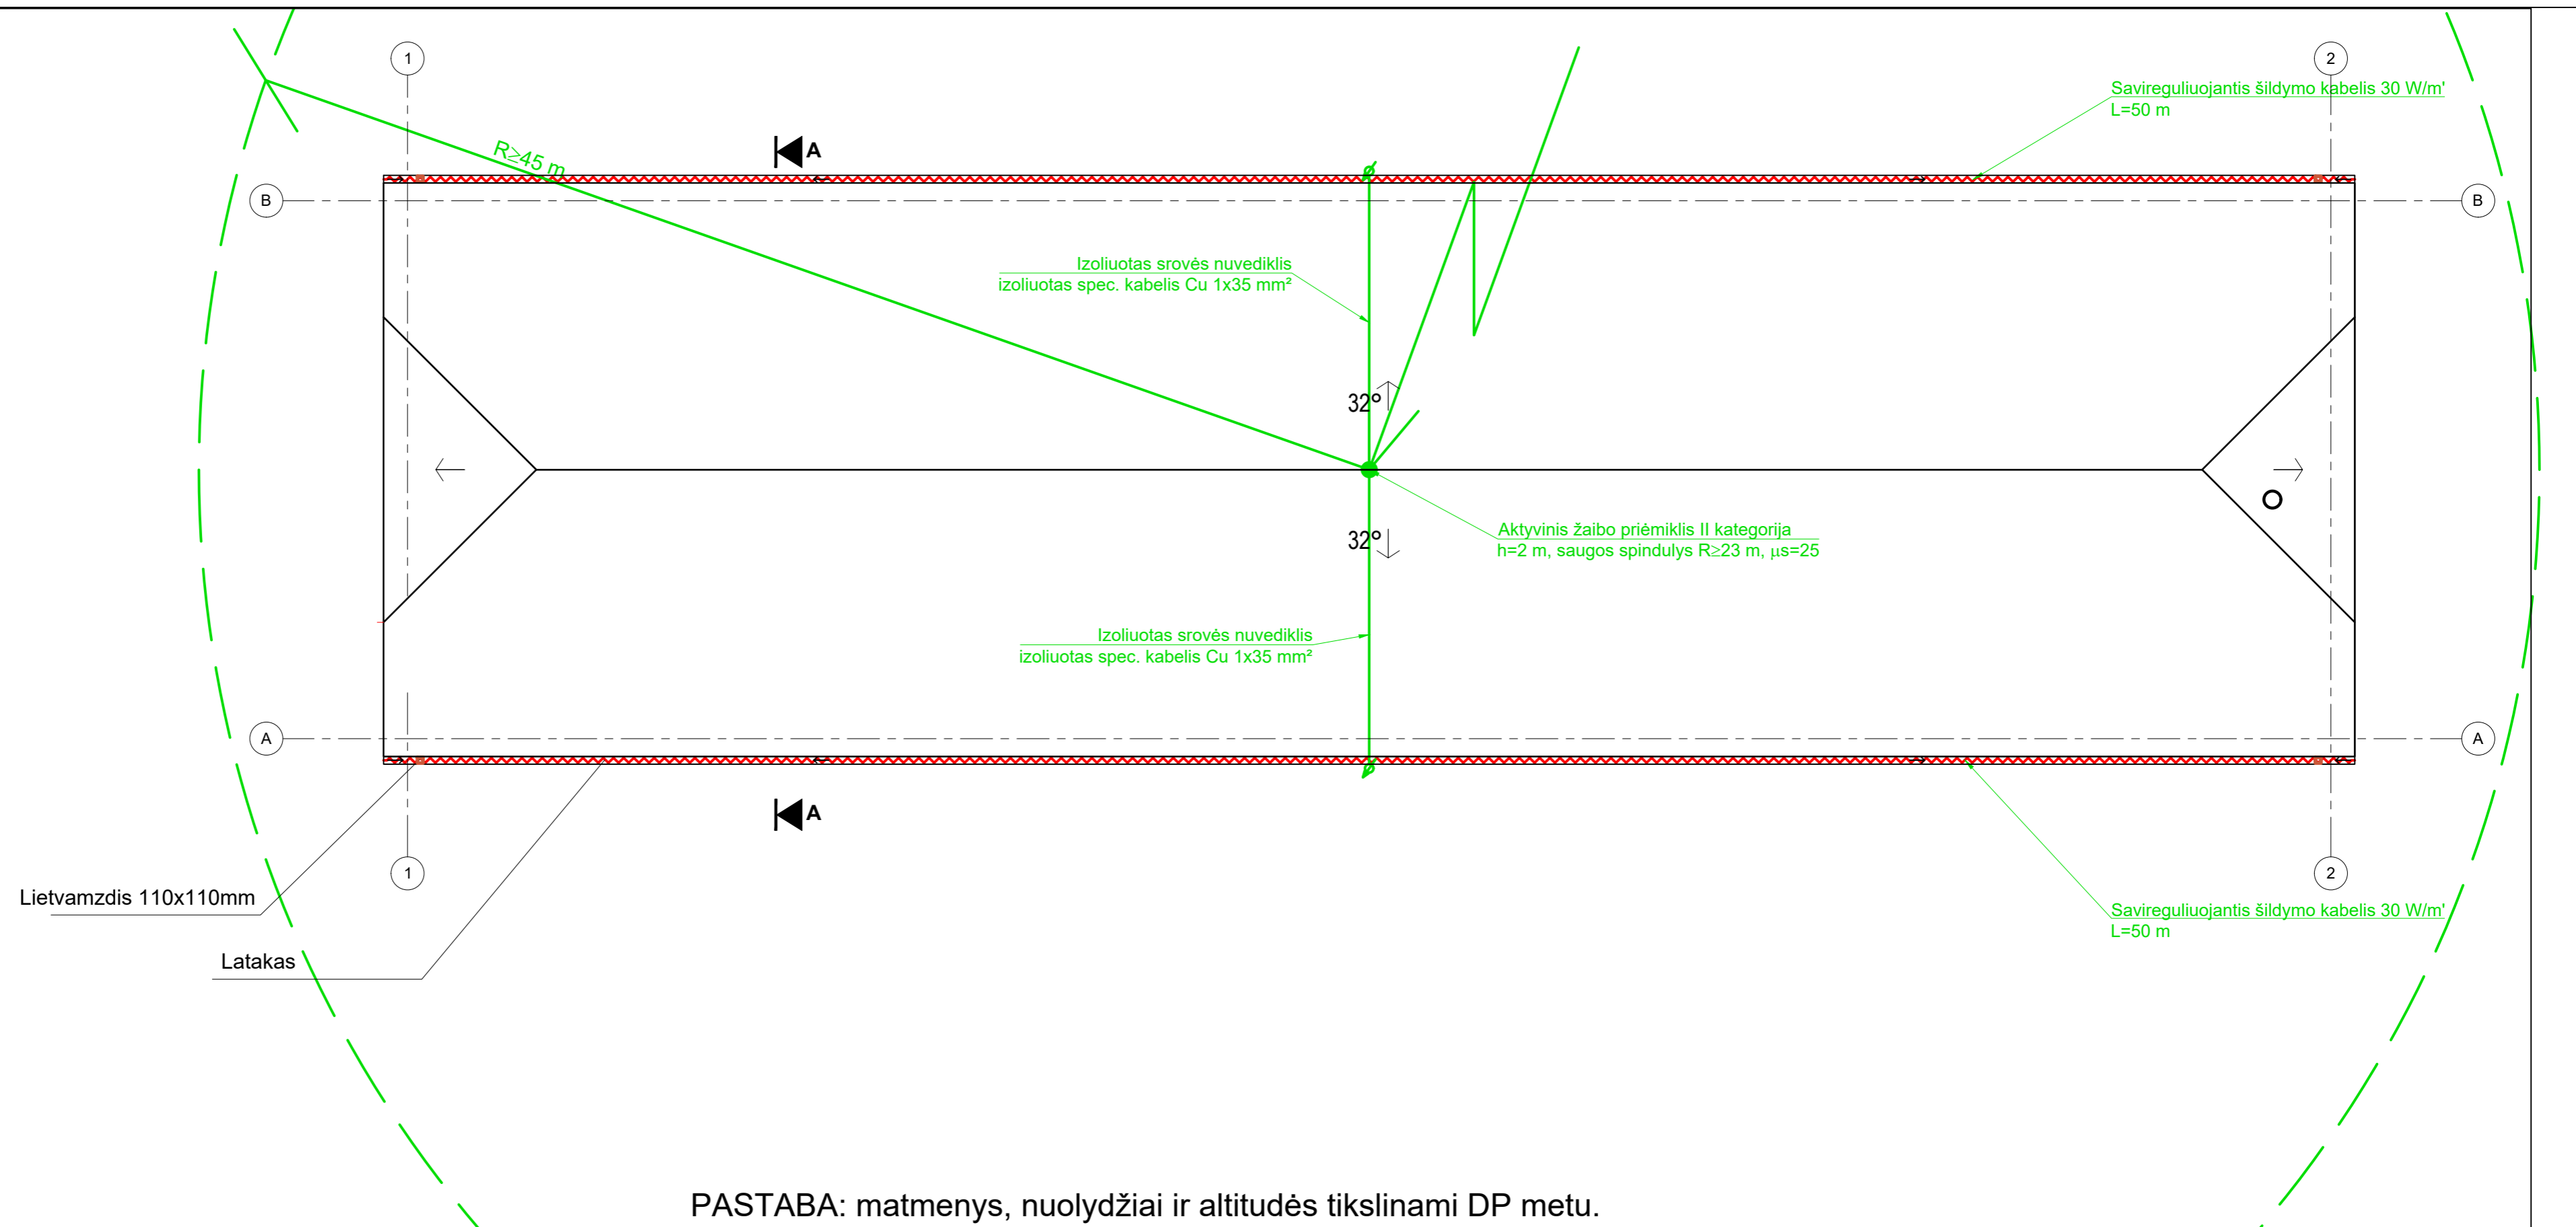 1
2
Savireguliuojantis šildymo kabelis 30 W/m'
L=50 m
R≥45 m
A
B
B
Izoliuotas srovės nuvediklis
izoliuotas spec. kabelis Cu 1x35 mm²
32°
32°
Aktyvinis žaibo priėmiklis II kategorija
h=2 m, saugos spindulys R≥23 m, μs=25
Izoliuotas srovės nuvediklis
izoliuotas spec. kabelis Cu 1x35 mm²
A
A
A
1
2
Lietvamzdis 110x110mm
Savireguliuojantis šildymo kabelis 30 W/m'
L=50 m
Latakas
PASTABA: matmenys, nuolydžiai ir altitudės tikslinami DP metu.